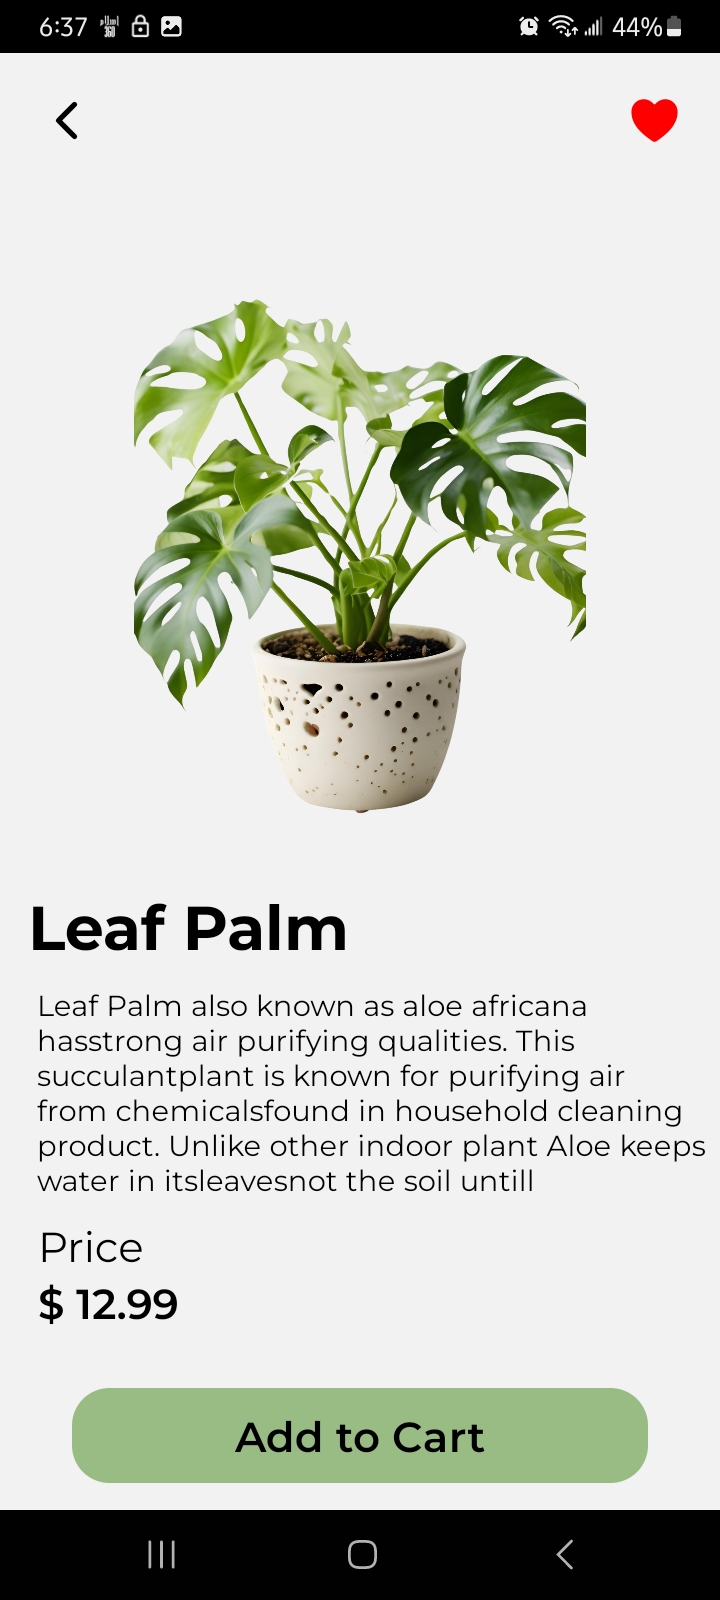 6:37
44%
Leaf Palm
Leaf Palm also known as aloe africana
hasstrong air purifying qualities. This
succulantplant is known for purifying air
from chemicalsfound in household cleaning
product. Unlike other indoor plant Aloe keeps
water in itsleavesnot the soil untill
Price
$ 12.99
Add to Cart